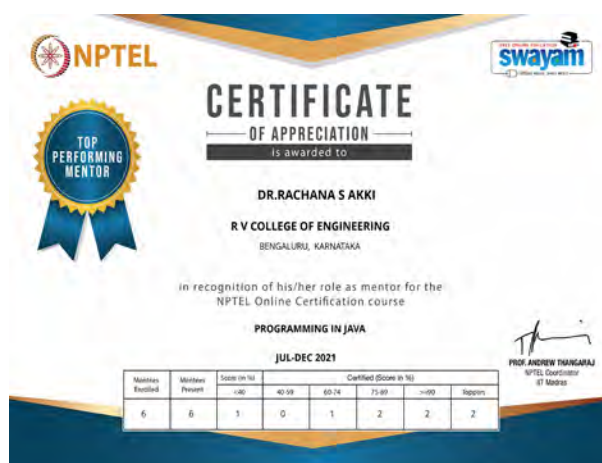 NPTEL
FREE ONLINE EDUCATION
swayam
TOP
PERFORMING
MENTOR
CERTIFICATE
OF APPRECIATION
is awarded to
DR.RACHANA S AKKI
R V COLLEGE OF ENGINEERING
BENGALURU, KARNATAKA
in recognition of his/her role as mentor for the
NPTEL Online Certification course
PROGRAMMING IN JAVA
JUL-DEC 2021
PROF. ANDREW THANGARAJ
NPTEL Coordinator
IIT Madras
Mentees Enrolled Mentees Present Score (in %) Certified (Score in %)
<40 40-59 60-74 75-89 >=90 Toppers
6 6 1 0 1 2 2 2